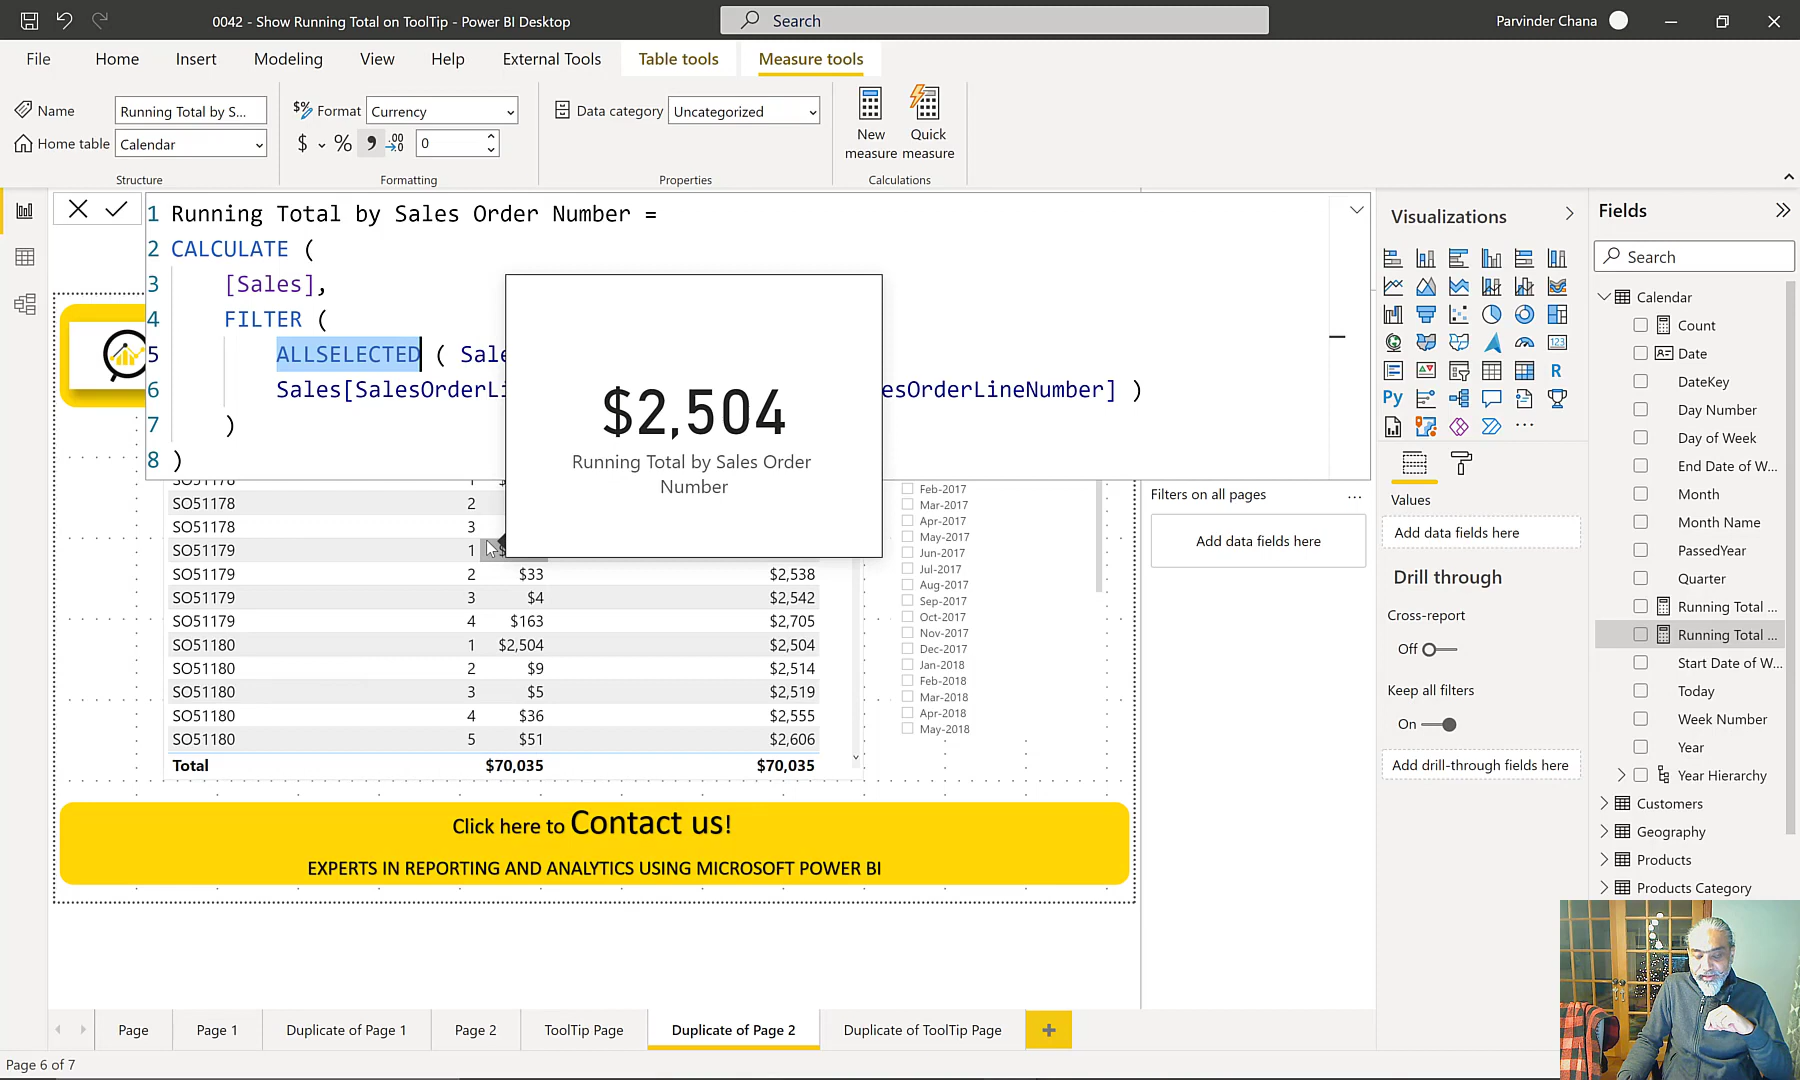 0042 - Show Running Total on ToolTip - Power BI Desktop
Search
Parvinder Chana
File Home Insert Modeling View Help External Tools Table tools Measure tools
Name Running Total by S...
Home table Calendar
Structure
$% Format Currency
$ % , .00 0
Formatting
Data category Uncategorized
Properties
New measure
Quick measure
Calculations
1 Running Total by Sales Order Number =
2 CALCULATE (
3 [Sales],
4 FILTER (
5 ALLSELECTED ( Sale
6 Sales[SalesOrderLi esOrderLineNumber] )
7 )
8 )
$2,504
Running Total by Sales Order
Number
SO51178 1
SO51178 2
SO51178 3
SO51179 1
SO51179 2 $33 $2,538
SO51179 3 $4 $2,542
SO51179 4 $163 $2,705
SO51180 1 $2,504 $2,504
SO51180 2 $9 $2,514
SO51180 3 $5 $2,519
SO51180 4 $36 $2,555
SO51180 5 $51 $2,606
Total $70,035 $70,035
Feb-2017
Mar-2017
Apr-2017
May-2017
Jun-2017
Jul-2017
Aug-2017
Sep-2017
Oct-2017
Nov-2017
Dec-2017
Jan-2018
Feb-2018
Mar-2018
Apr-2018
May-2018
Click here to Contact us!
EXPERTS IN REPORTING AND ANALYTICS USING MICROSOFT POWER BI
Filters on all pages ...
Add data fields here
Visualizations
123
R
Py
...
Values
Add data fields here
Drill through
Cross-report
Off
Keep all filters
On
Add drill-through fields here
Fields
Search
Calendar
Count
Date
DateKey
Day Number
Day of Week
End Date of W...
Month
Month Name
PassedYear
Quarter
Running Total ...
Running Total ...
Start Date of W...
Today
Week Number
Year
Year Hierarchy
Customers
Geography
Products
Products Category
Page Page 1 Duplicate of Page 1 Page 2 ToolTip Page Duplicate of Page 2 Duplicate of ToolTip Page +
Page 6 of 7